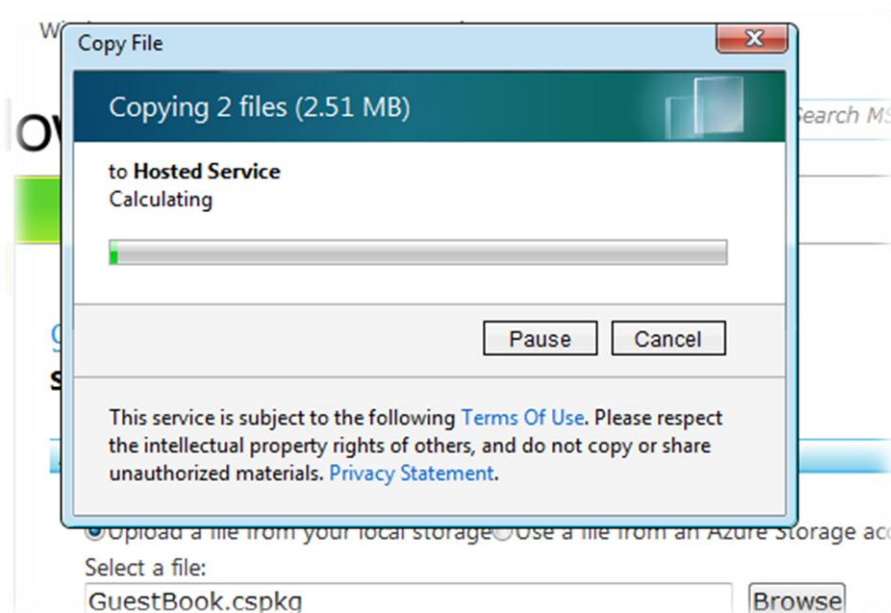 Copy File
Copying 2 files (2.51 MB)
Search MS
to Hosted Service
Calculating
Pause
Cancel
This service is subject to the following Terms Of Use. Please respect
the intellectual property rights of others, and do not copy or share
unauthorized materials. Privacy Statement.
Upload a file from your local storage Use a file from an Azure Storage acc
Select a file:
GuestBook.cspkg
Browse